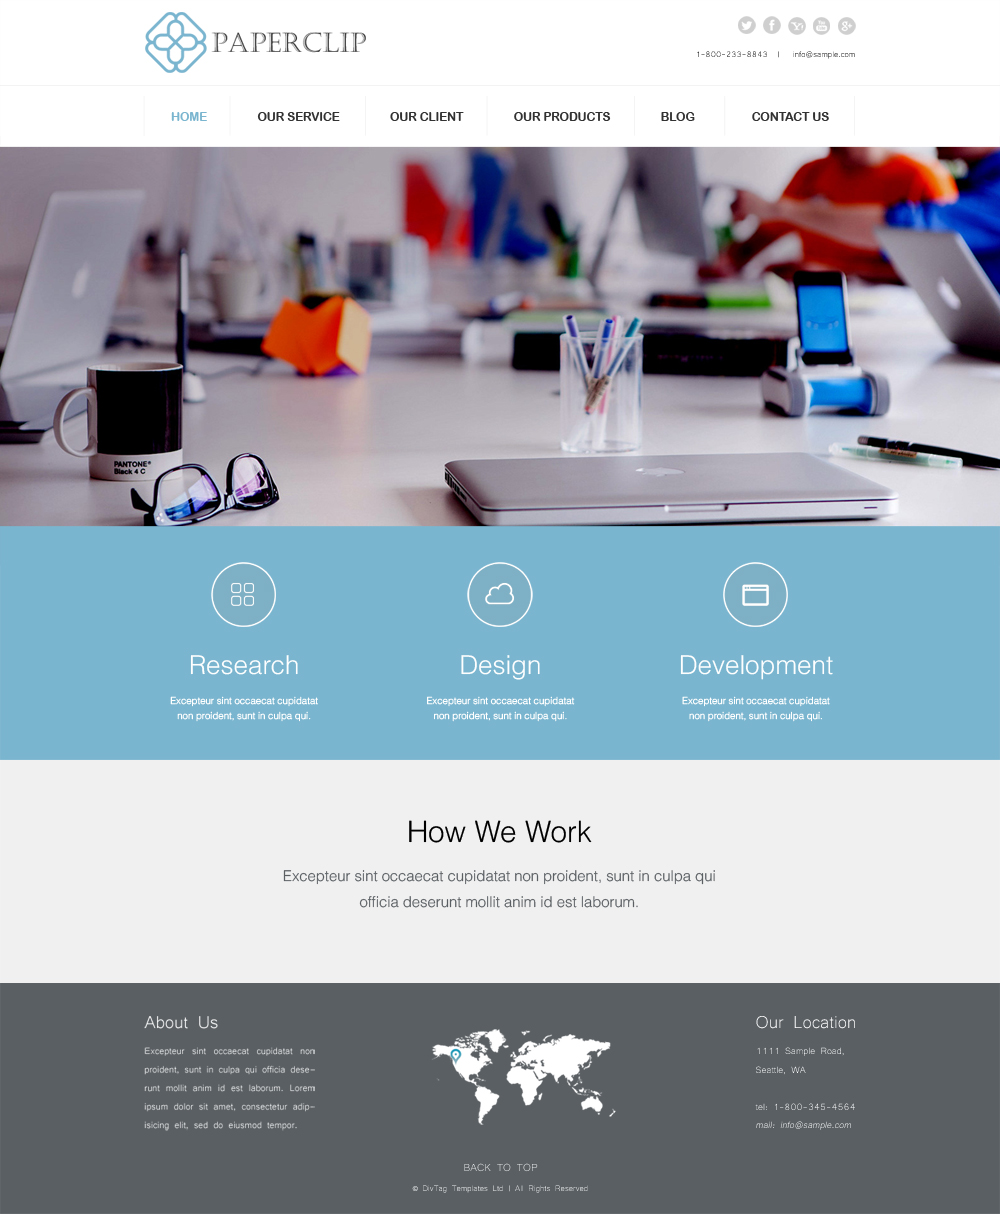 PAPERCLIP
1-800-233-8843 | info@sample.com
HOME OUR SERVICE OUR CLIENT OUR PRODUCTS BLOG CONTACT US
PANTONE®
Black 4 C
Research
Excepteur sint occaecat cupidatat
non proident, sunt in culpa qui.
Design
Excepteur sint occaecat cupidatat
non proident, sunt in culpa qui.
Development
Excepteur sint occaecat cupidatat
non proident, sunt in culpa qui.
How We Work
Excepteur sint occaecat cupidatat non proident, sunt in culpa qui
officia deserunt mollit anim id est laborum.
About Us
Excepteur sint occaecat cupidatat non
proident, sunt in culpa qui officia dese-
runt mollit anim id est laborum. Lorem
ipsum dolor sit amet, consectetur adip-
isicing elit, sed do eiusmod tempor.
Our Location
1111 Sample Road,
Seattle, WA
tel: 1-800-345-4564
mail: info@sample.com
BACK TO TOP
© DivTag Templates Ltd | All Rights Reserved